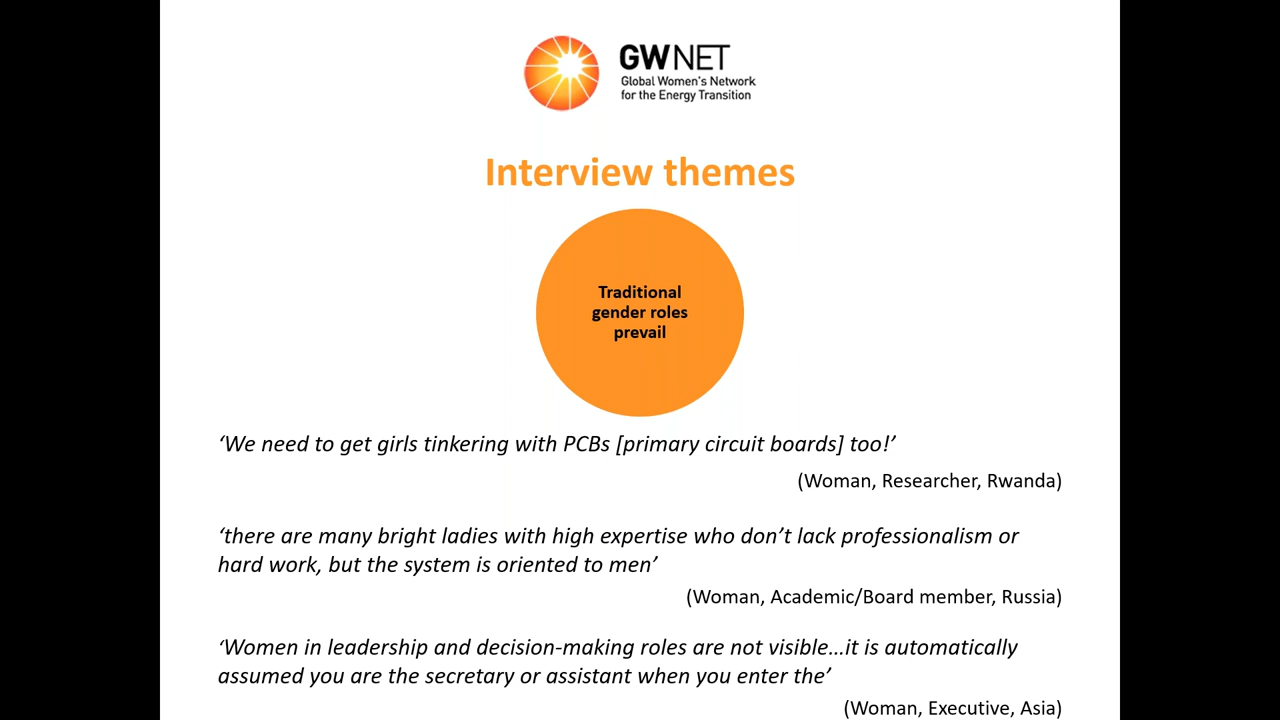 GWNET
Global Women's Network
for the Energy Transition
Interview themes
Traditional
gender roles
prevail
‘We need to get girls tinkering with PCBs [primary circuit boards] too!’
(Woman, Researcher, Rwanda)
‘there are many bright ladies with high expertise who don’t lack professionalism or
hard work, but the system is oriented to men’
(Woman, Academic/Board member, Russia)
‘Women in leadership and decision-making roles are not visible…it is automatically
assumed you are the secretary or assistant when you enter the’
(Woman, Executive, Asia)